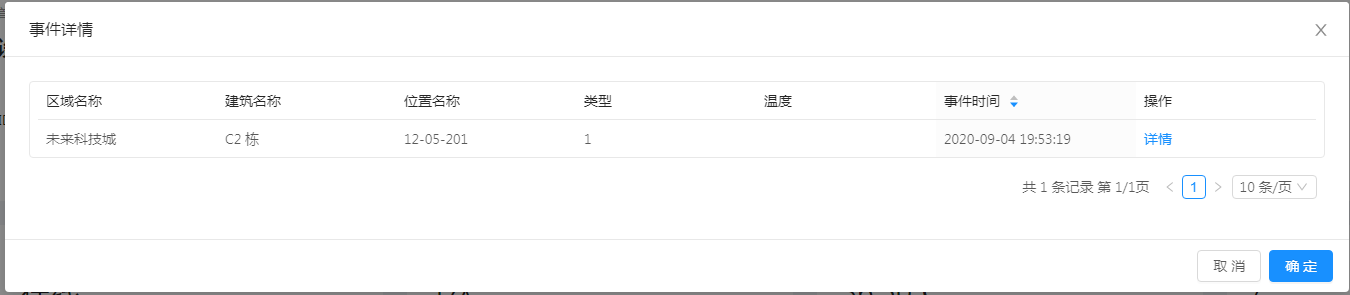 事件详情
区域名称 建筑名称 位置名称 类型 温度 事件时间 操作
未来科技城 C2 栋 12-05-201 1 2020-09-04 19:53:19 详情
共 1 条记录 第 1/1页 1 10 条/页
取 消 确 定